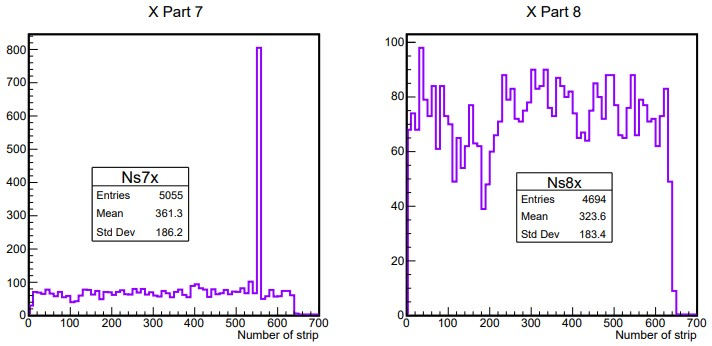 X Part 7
800
700
600
500
400
300
200
100
0
0 100 200 300 400 500 600 700
Number of strip
Ns7x
Entries 5055
Mean 361.3
Std Dev 186.2
X Part 8
100
80
60
40
20
0
0 100 200 300 400 500 600 700
Number of strip
Ns8x
Entries 4694
Mean 323.6
Std Dev 183.4